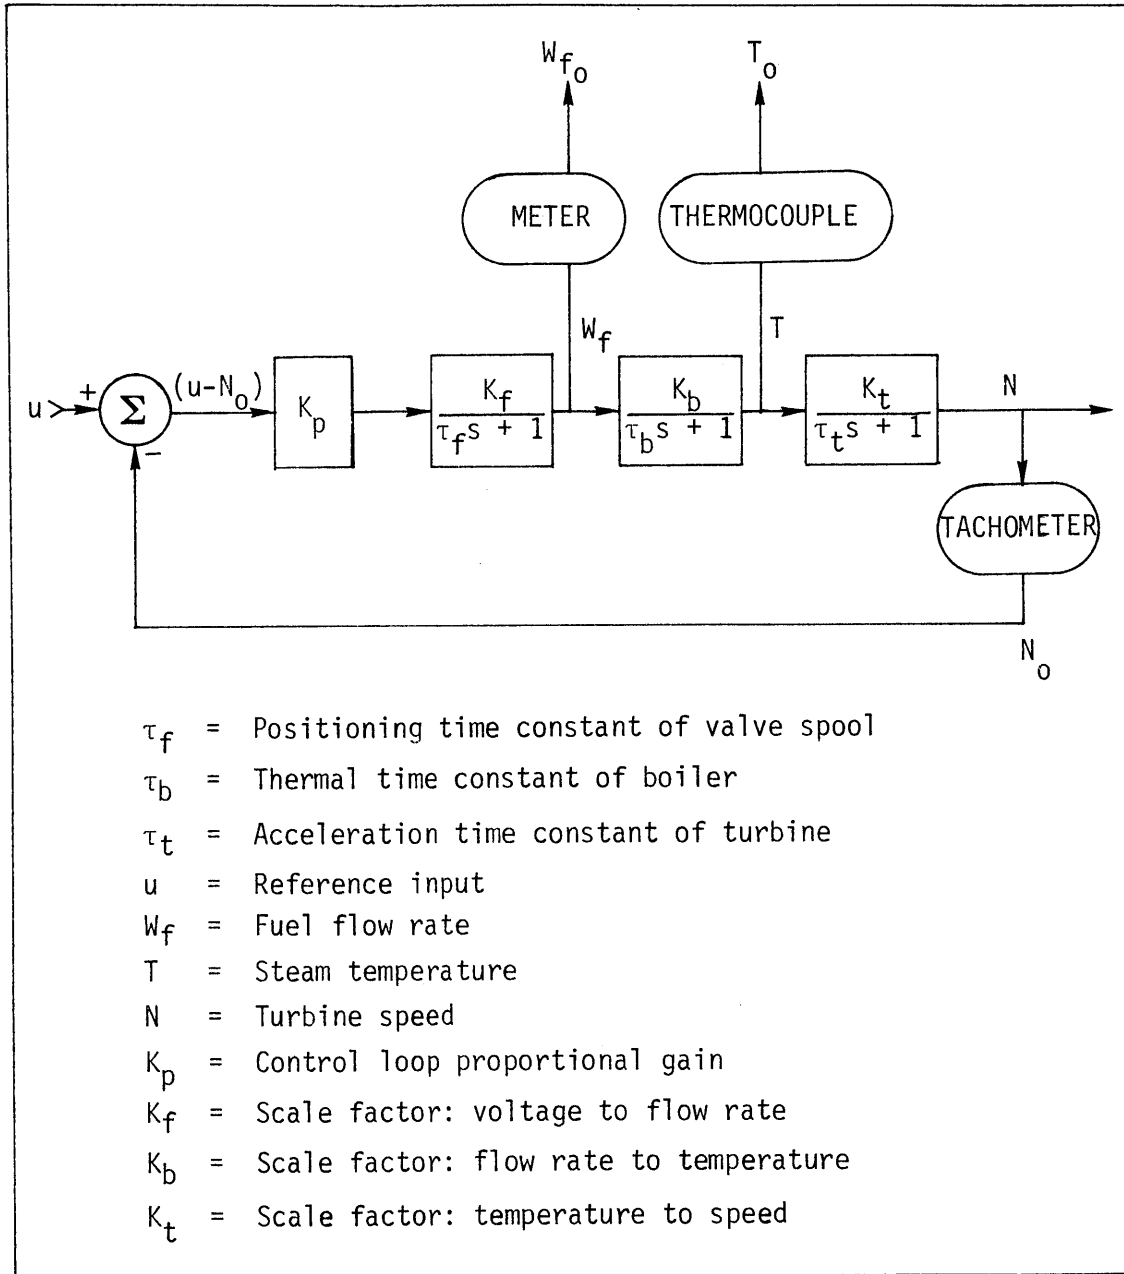 W_f_o T_o
METER THERMOCOUPLE
W_f T
u + Σ - (u-N_o) K_p K_f / τ_f s + 1 K_b / τ_b s + 1 K_t / τ_t s + 1 N
TACHOMETER
N_o
τ_f = Positioning time constant of valve spool
τ_b = Thermal time constant of boiler
τ_t = Acceleration time constant of turbine
u = Reference input
W_f = Fuel flow rate
T = Steam temperature
N = Turbine speed
K_p = Control loop proportional gain
K_f = Scale factor: voltage to flow rate
K_b = Scale factor: flow rate to temperature
K_t = Scale factor: temperature to speed